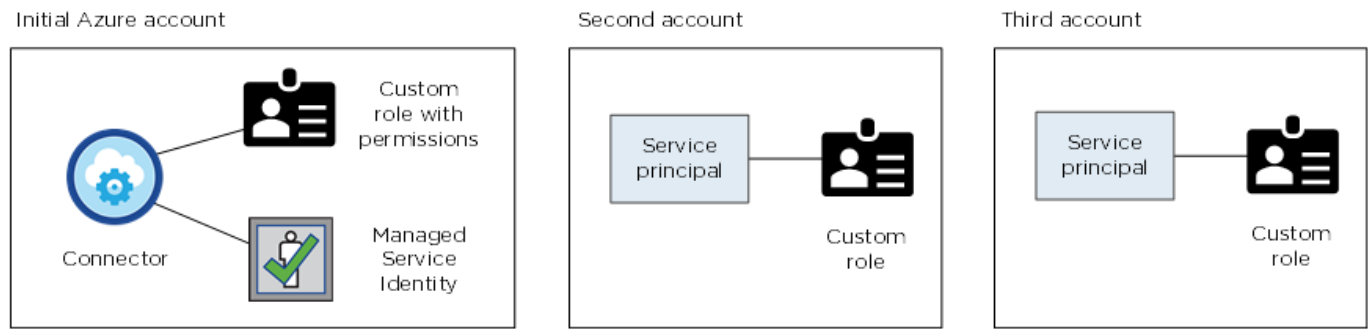 Initial Azure account
Second account
Third account
Custom
role with
permissions
Connector
Managed
Service
Identity
Service
principal
Custom
role
Service
principal
Custom
role